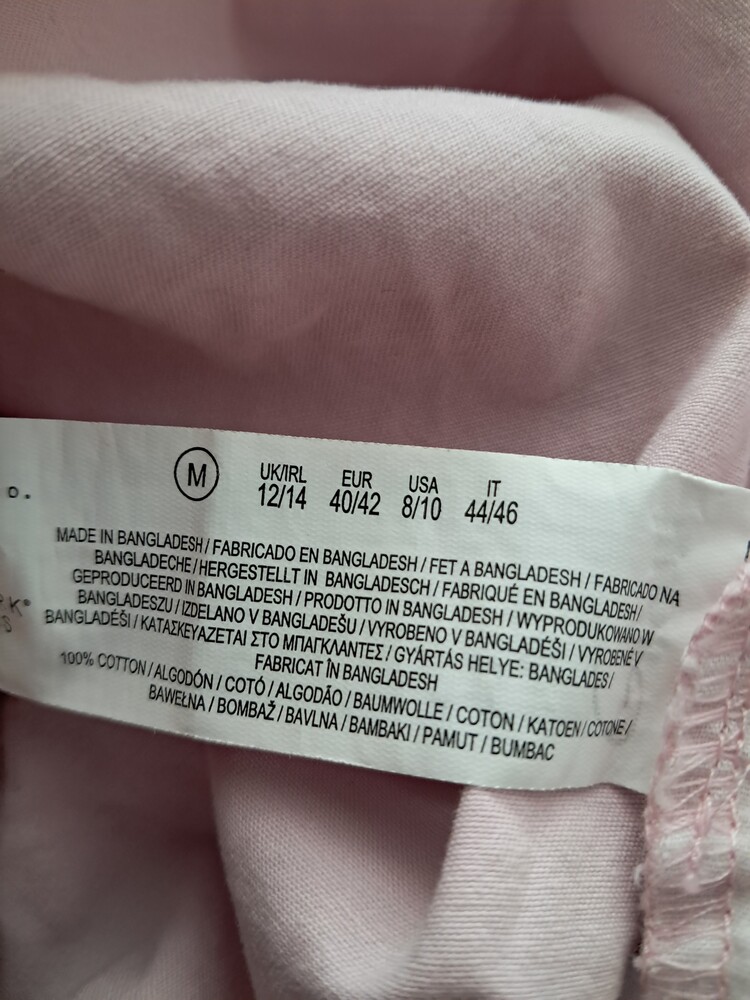 M
UK/IRL EUR USA IT
12/14 40/42 8/10 44/46
MADE IN BANGLADESH / FABRICADO EN BANGLADESH / FET A BANGLADESH / FABRICADO NA
BANGLADECHE / HERGESTELLT IN BANGLADESCH / FABRIQUÉ EN BANGLADESH /
GEPRODUCEERD IN BANGLADESH / PRODOTTO IN BANGLADESH / WYPRODUKOWANO W
BANGLADESZU / IZDELANO V BANGLADEŠU / VYROBENO V BANGLADÉŠI / VYROBENÉ V
BANGLADÉŠI / ΚΑΤΑΣΚΕΥΑΖΕΤΑΙ ΣΤΟ ΜΠΑΓΚΛΑΝΤΕΣ / GYÁRTÁS HELYE: BANGLADES /
FABRICAT ÎN BANGLADESH
100% COTTON / ALGODÓN / COTÓ / ALGODÃO / BAUMWOLLE / COTON / KATOEN / COTONE /
BAWEŁNA / BOMBAŽ / BAVLNA / ΒΑΜΒΑΚΙ / PAMUT / BUMBAC